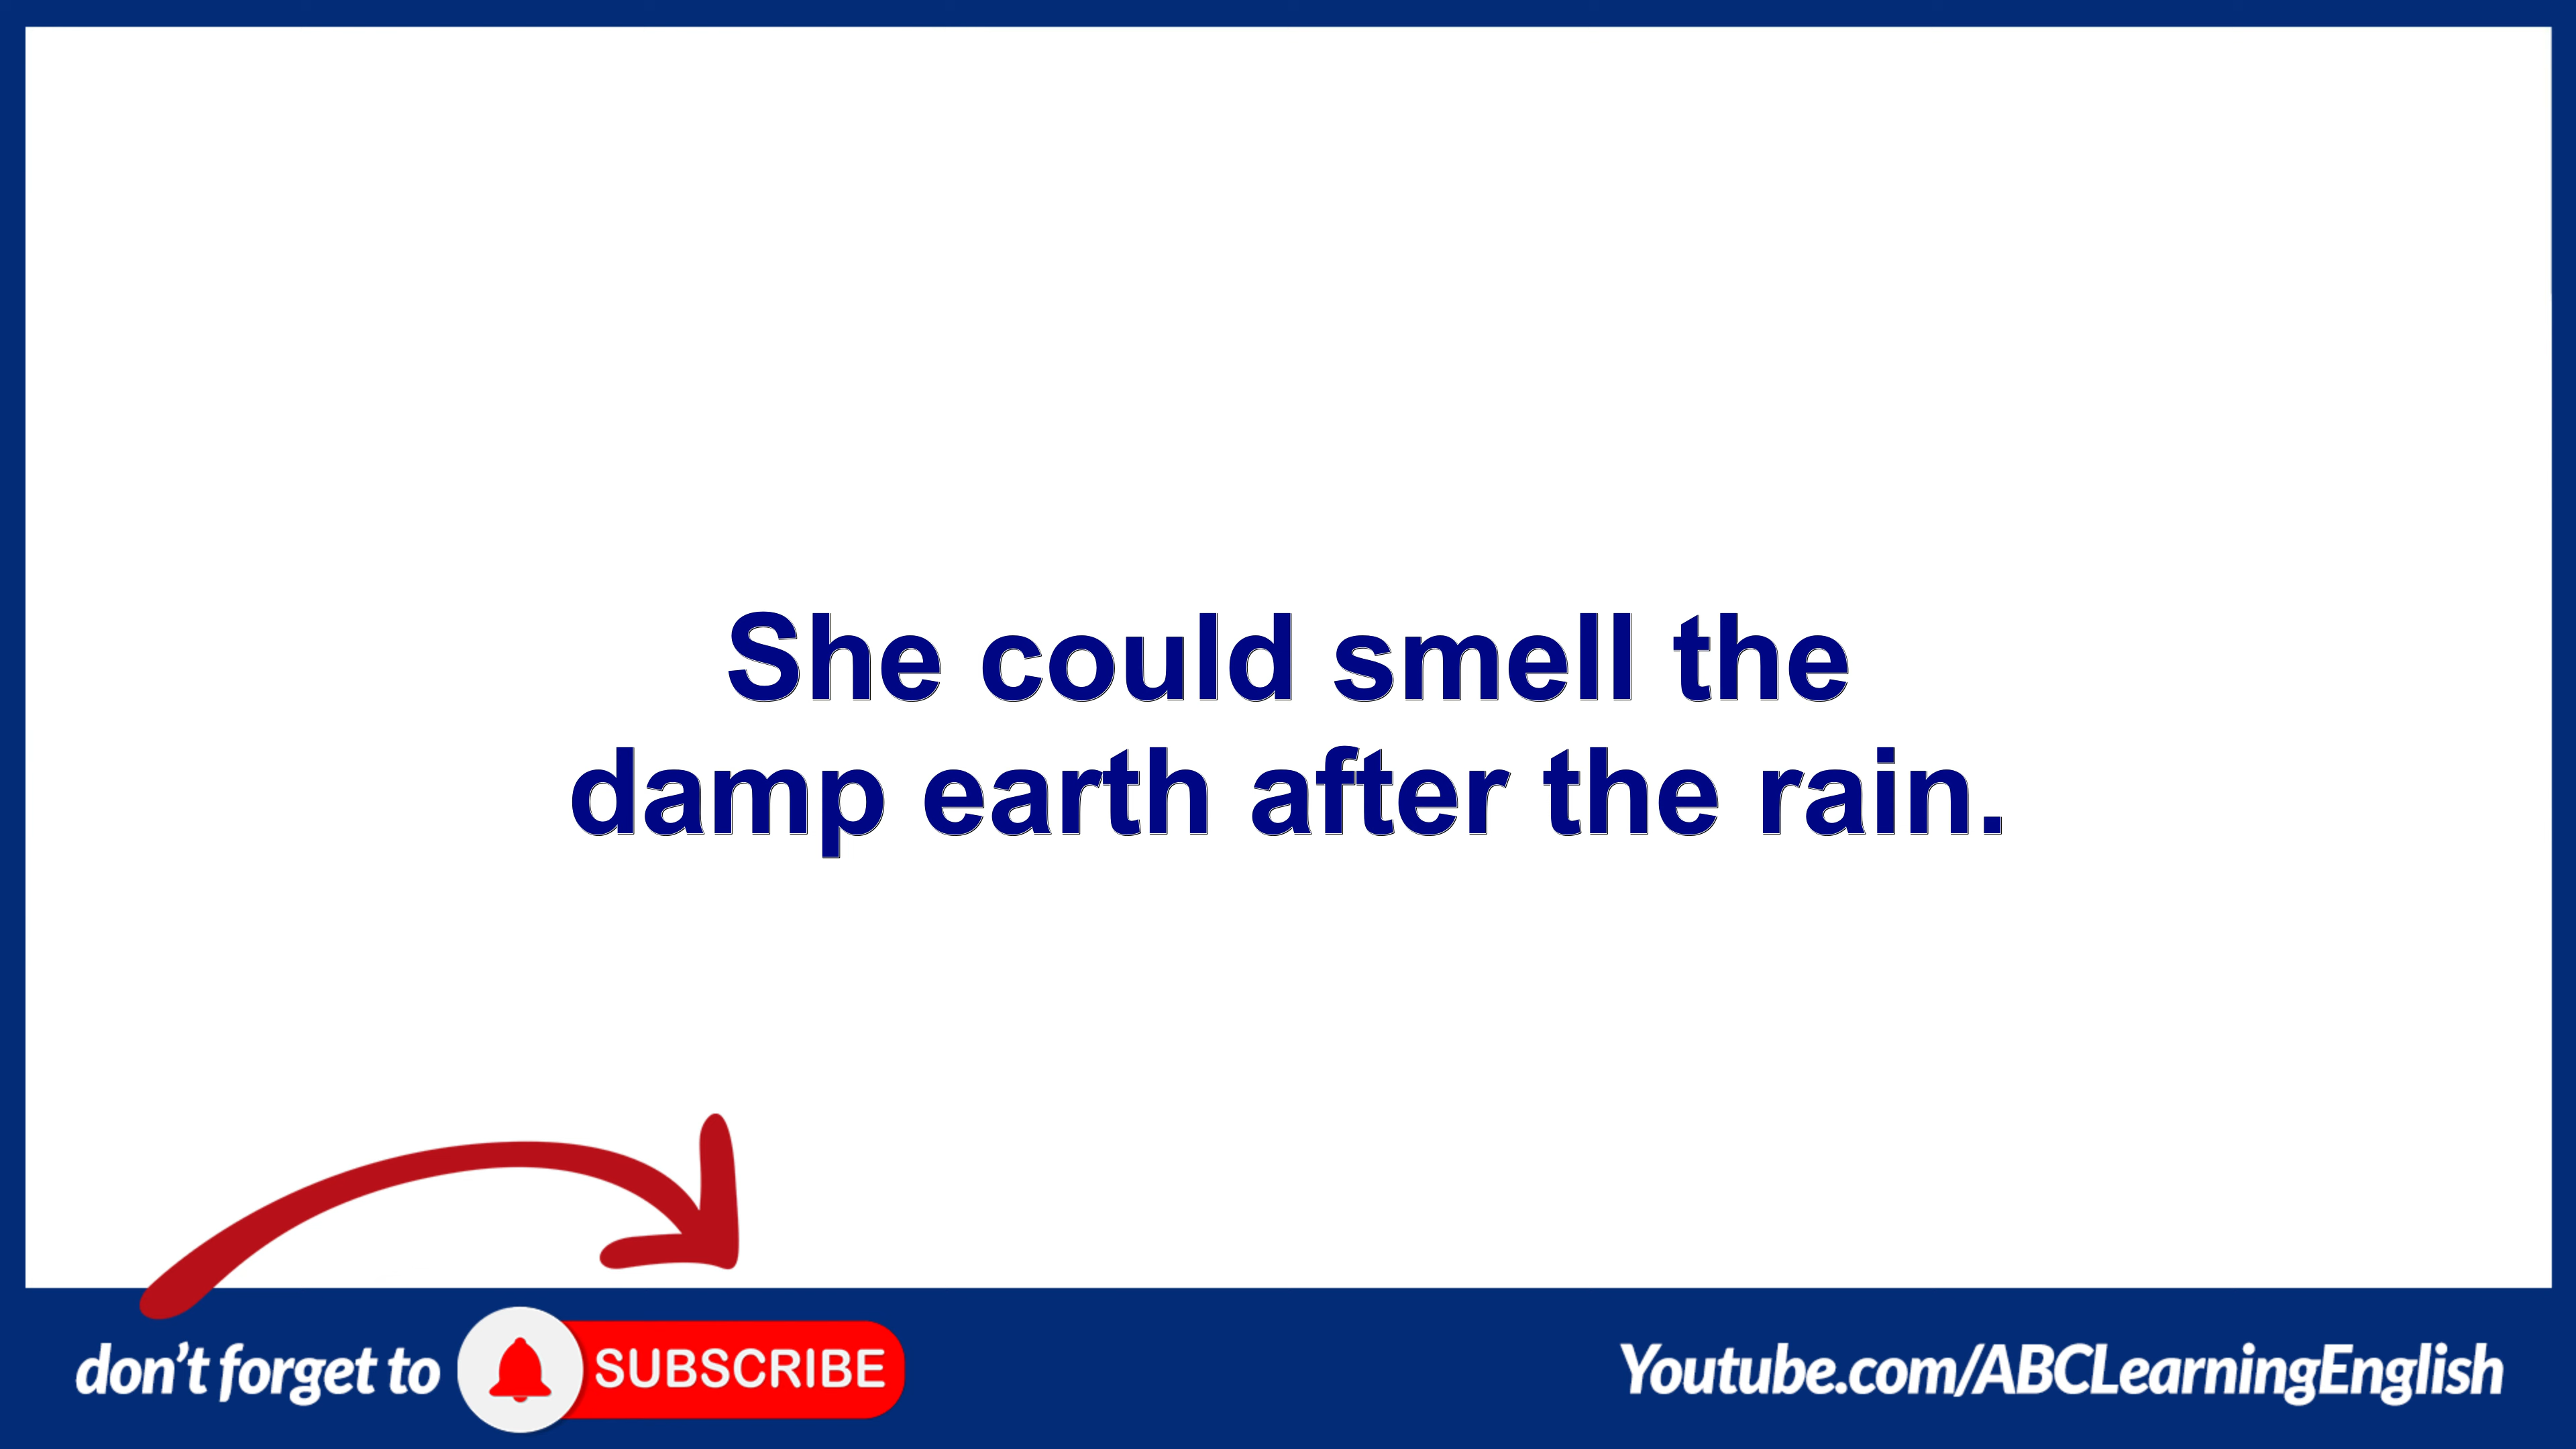 She could smell the
damp earth after the rain.
don't forget to SUBSCRIBE
Youtube.com/ABCLearningEnglish